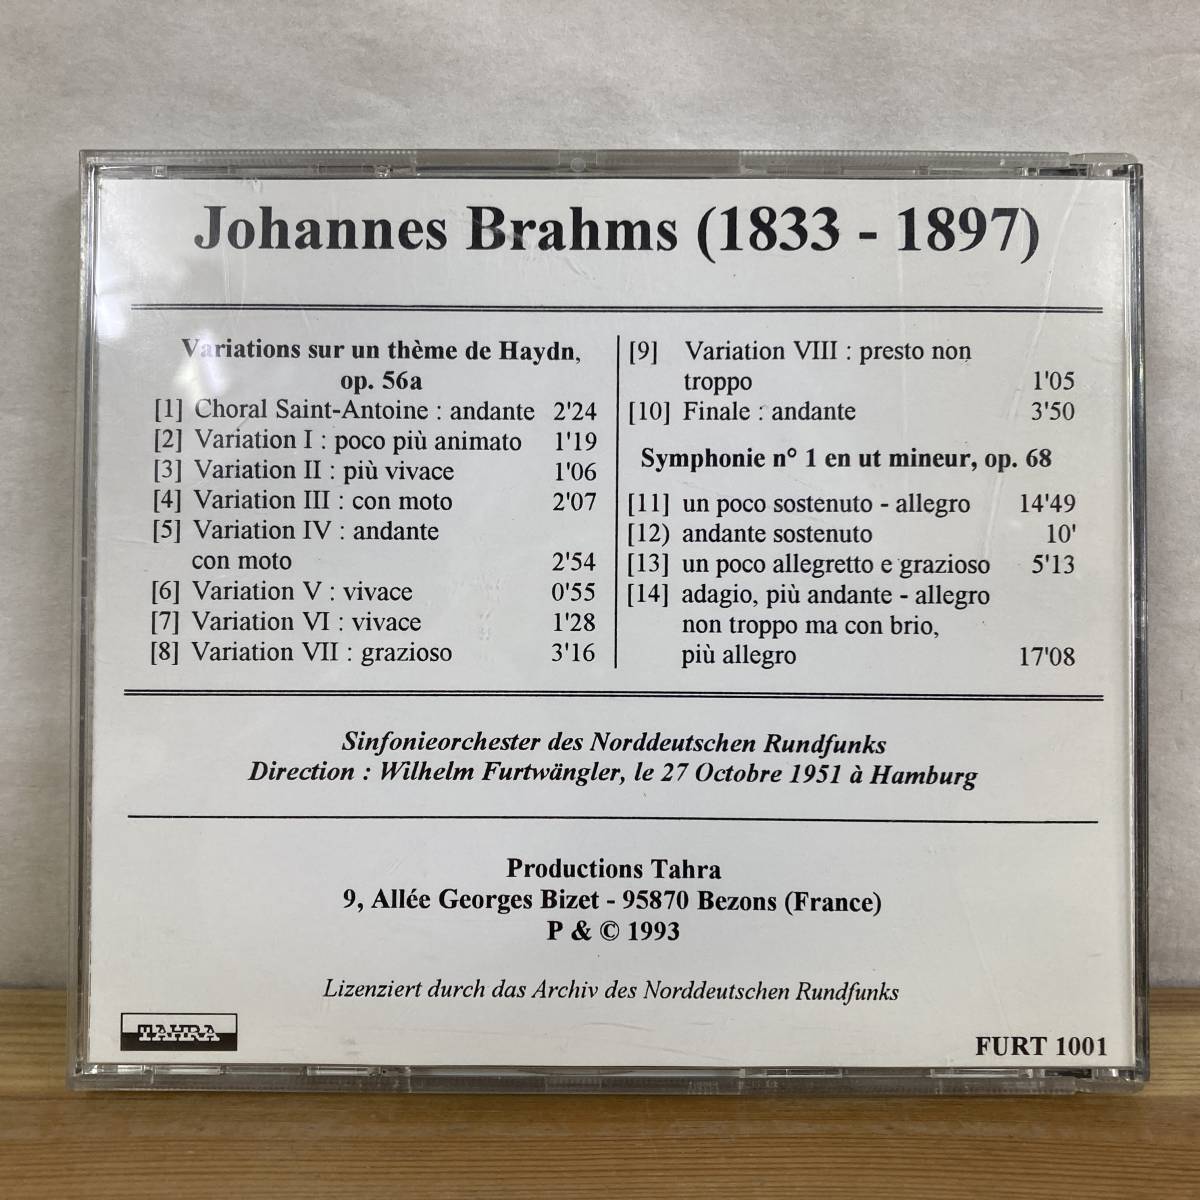 Johannes Brahms (1833 - 1897)
Variations sur un thème de Haydn,
op. 56a
[1] Choral Saint-Antoine : andante 2'24
[2] Variation I : poco più animato 1'19
[3] Variation II : più vivace 1'06
[4] Variation III : con moto 2'07
[5] Variation IV : andante
con moto 2'54
[6] Variation V : vivace 0'55
[7] Variation VI : vivace 1'28
[8] Variation VII : grazioso 3'16
[9] Variation VIII : presto non
troppo 1'05
[10] Finale : andante 3'50
Symphonie n° 1 en ut mineur, op. 68
[11] un poco sostenuto - allegro 14'49
[12) andante sostenuto 10'
[13] un poco allegretto e grazioso 5'13
[14] adagio, più andante - allegro
non troppo ma con brio,
più allegro 17'08
Sinfonieorchester des Norddeutschen Rundfunks
Direction : Wilhelm Furtwängler, le 27 Octobre 1951 à Hamburg
Productions Tahra
9, Allée Georges Bizet - 95870 Bezons (France)
P & © 1993
Lizenziert durch das Archiv des Norddeutschen Rundfunks
TAHRA
FURT 1001